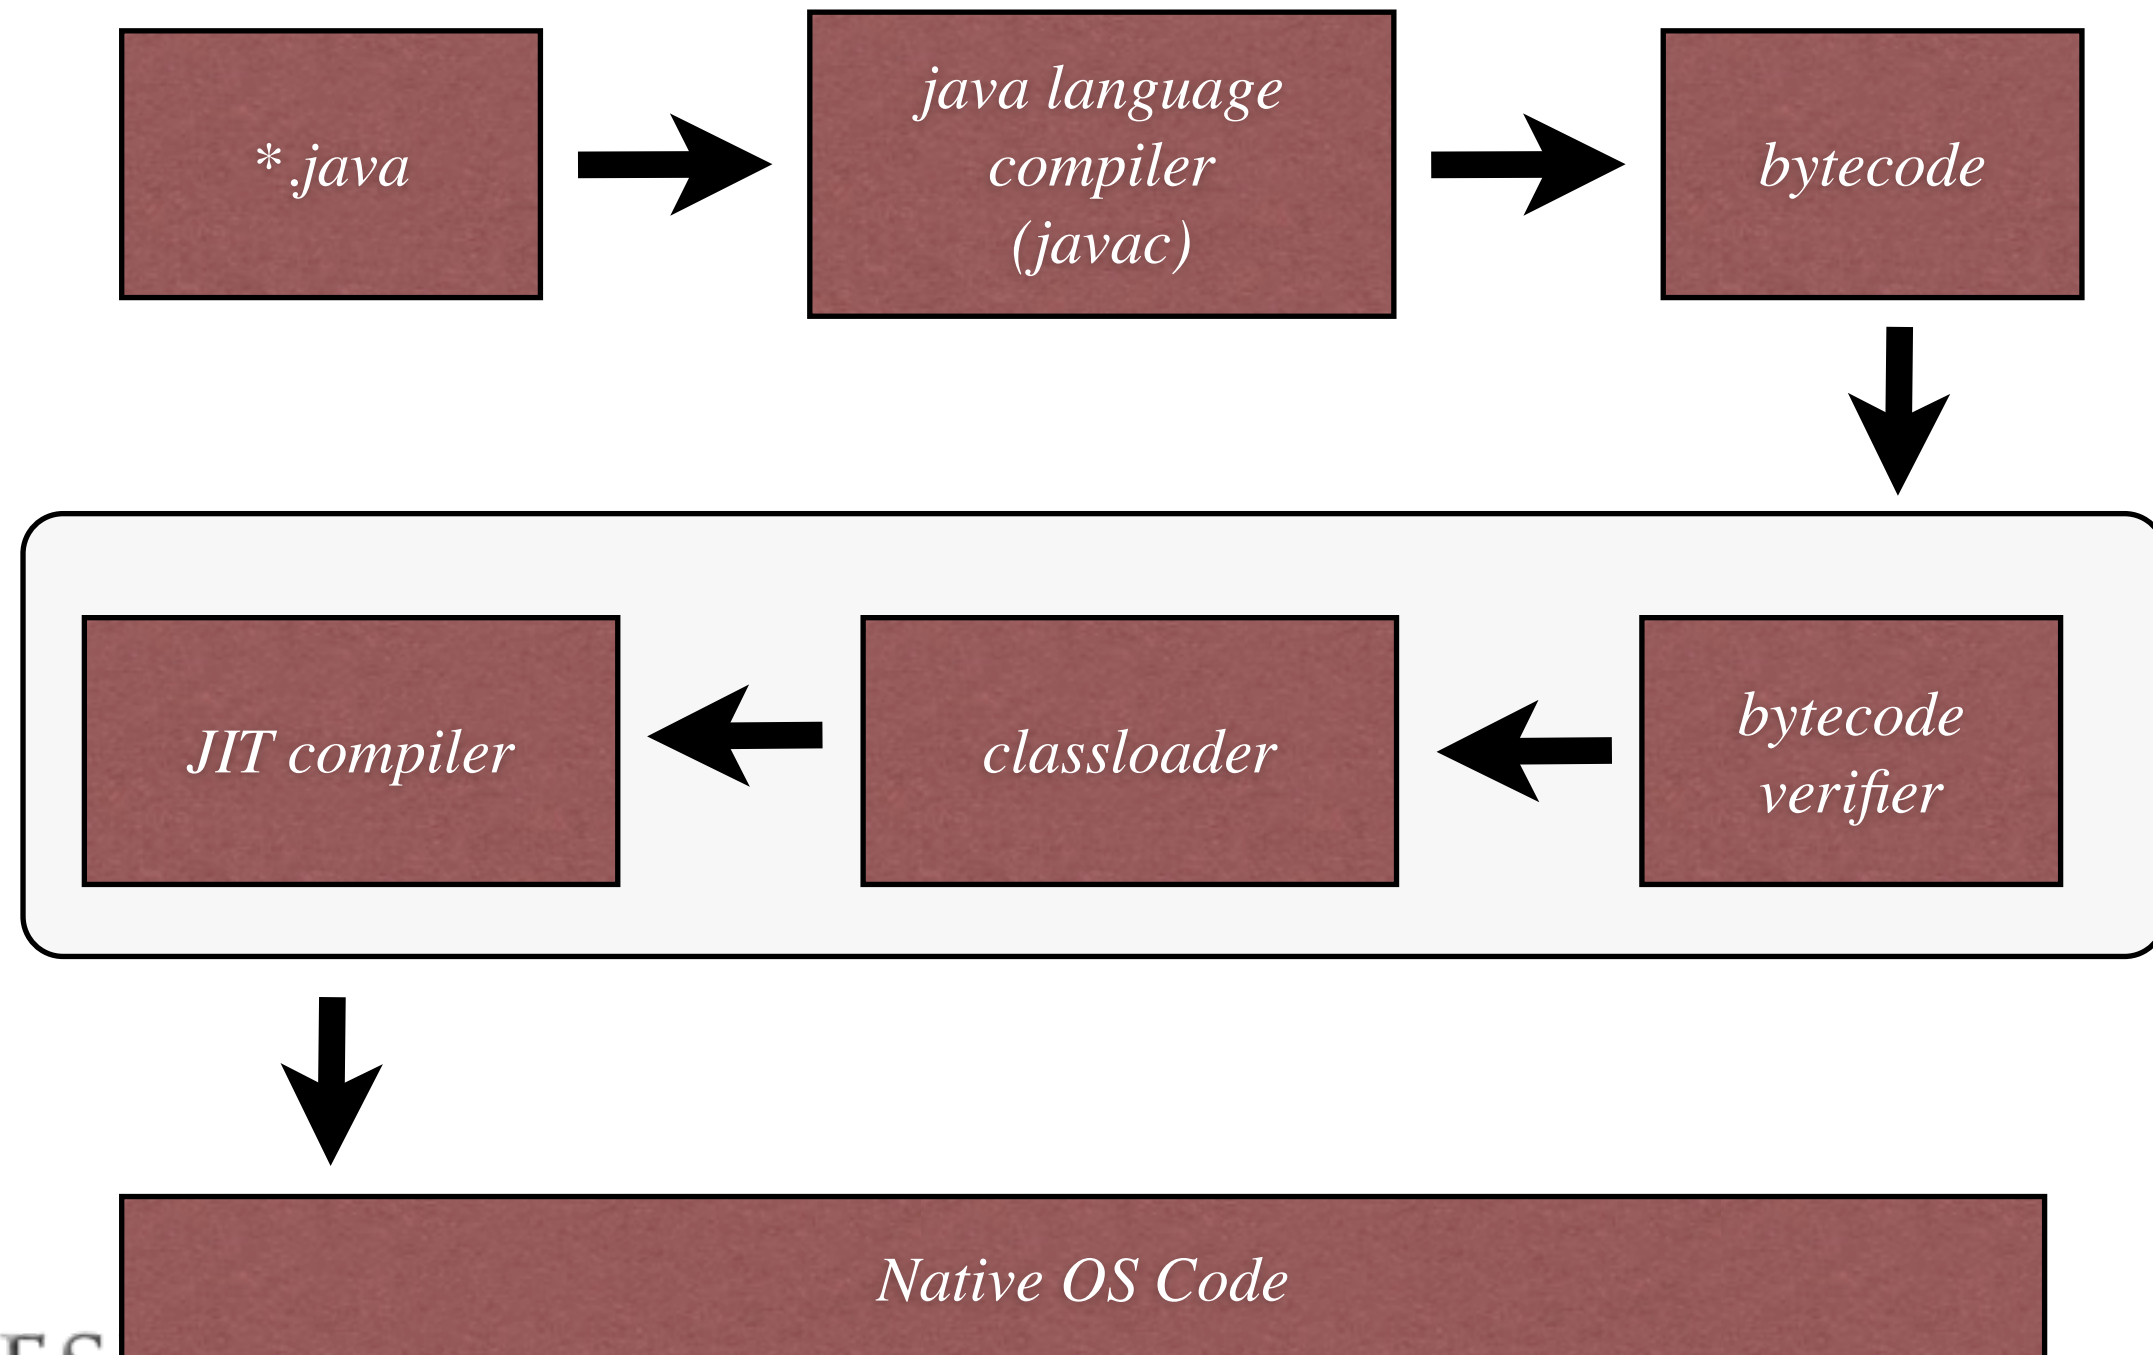 *.java
java language
compiler
(javac)
bytecode
JIT compiler
classloader
bytecode
verifier
Native OS Code